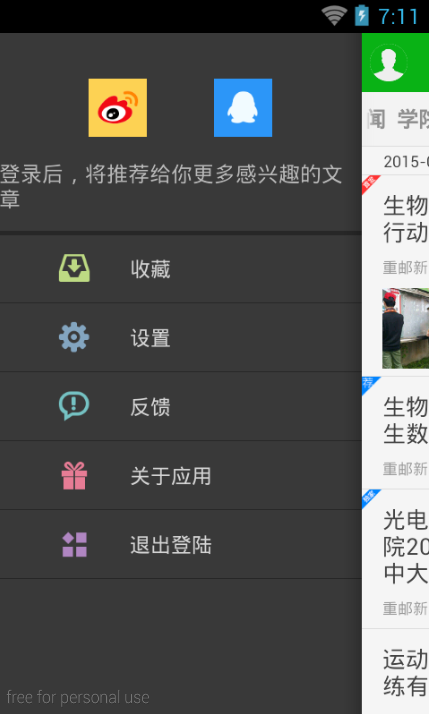 7:11
登录后，将推荐给你更多感兴趣的文
章
收藏
设置
反馈
关于应用
退出登陆
free for personal use
闻 学院
2015-0
生物
行动
重邮新
荐
生物
生数
重邮新
光电
院20
中大
重邮新
运动
练有